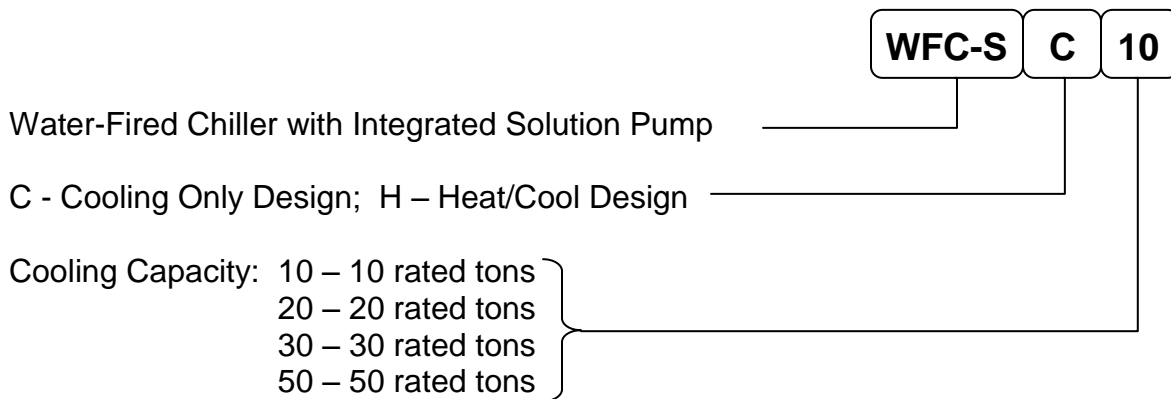 WFC-S C 10
Water-Fired Chiller with Integrated Solution Pump
C - Cooling Only Design; H – Heat/Cool Design
Cooling Capacity: 10 – 10 rated tons
20 – 20 rated tons
30 – 30 rated tons
50 – 50 rated tons